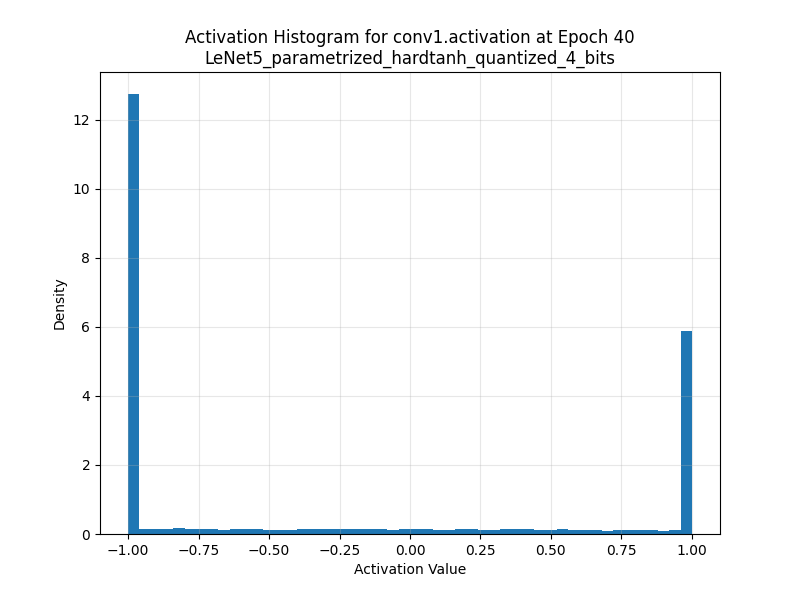 Activation Histogram for conv1.activation at Epoch 40
LeNet5_parametrized_hardtanh_quantized_4_bits
Density
12
10
8
6
4
2
0
−1.00 −0.75 −0.50 −0.25 0.00 0.25 0.50 0.75 1.00
Activation Value